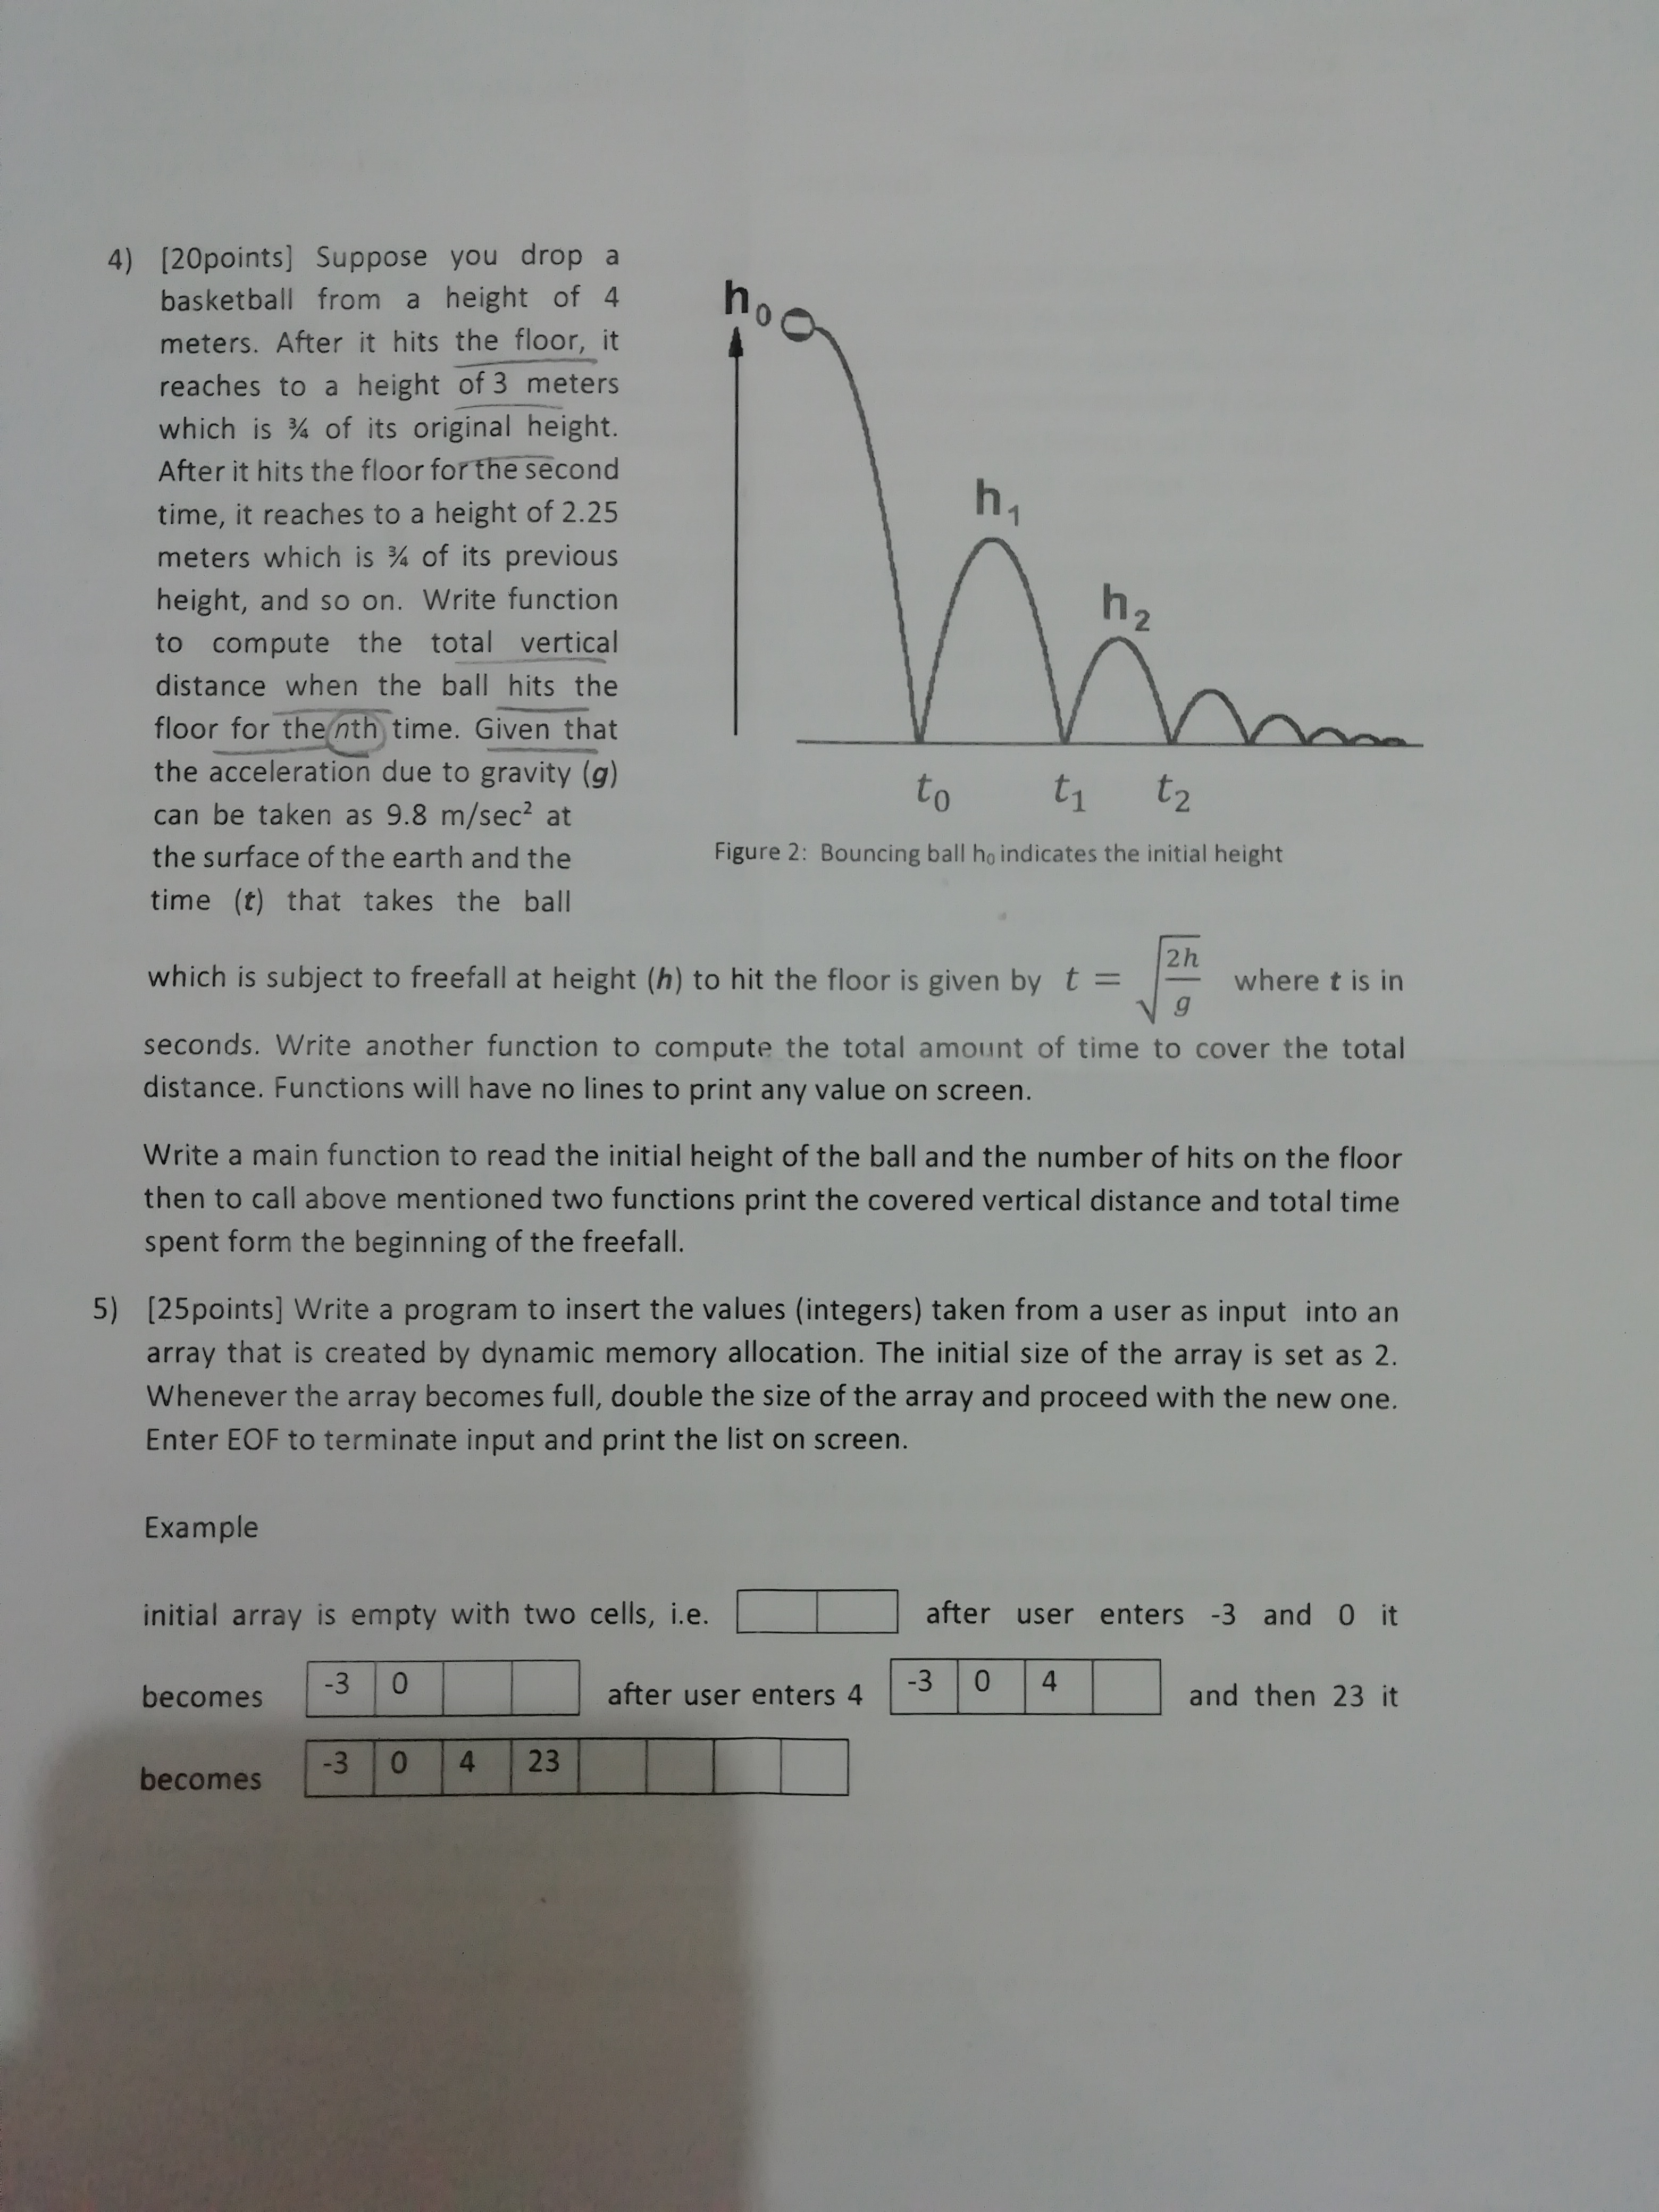 4) [20points] Suppose you drop a
basketball from a height of 4
meters. After it hits the floor, it
reaches to a height of 3 meters
which is ¾ of its original height.
After it hits the floor for the second
time, it reaches to a height of 2.25
meters which is ¾ of its previous
height, and so on. Write function
to compute the total vertical
distance when the ball hits the
floor for the nth time. Given that
the acceleration due to gravity (g)
can be taken as 9.8 m/sec² at
the surface of the earth and the
time (t) that takes the ball
h₀
h₁
h₂
t₀ t₁ t₂
Figure 2: Bouncing ball h₀ indicates the initial height
which is subject to freefall at height (h) to hit the floor is given by t = √(2h/g) where t is in
seconds. Write another function to compute the total amount of time to cover the total
distance. Functions will have no lines to print any value on screen.
Write a main function to read the initial height of the ball and the number of hits on the floor
then to call above mentioned two functions print the covered vertical distance and total time
spent form the beginning of the freefall.
5) [25points] Write a program to insert the values (integers) taken from a user as input into an
array that is created by dynamic memory allocation. The initial size of the array is set as 2.
Whenever the array becomes full, double the size of the array and proceed with the new one.
Enter EOF to terminate input and print the list on screen.
Example
initial array is empty with two cells, i.e. after user enters -3 and 0 it
becomes -3 0 after user enters 4 -3 0 4 and then 23 it
becomes -3 0 4 23